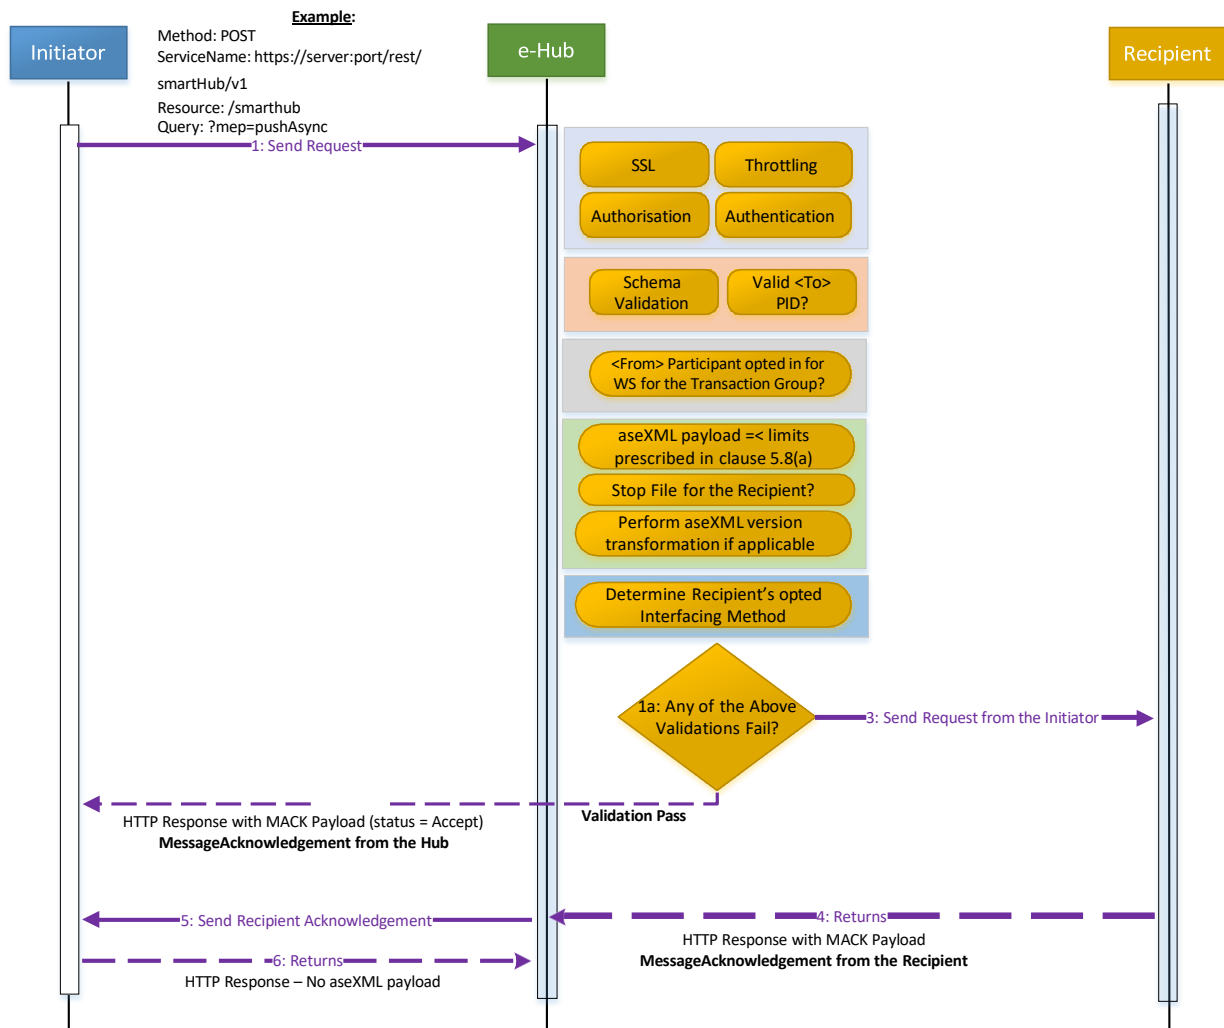 Example:
Method: POST
ServiceName: https://server:port/rest/
smartHub/v1
Resource: /smarthub
Query: ?mep=pushAsync
Initiator
e-Hub
Recipient
1: Send Request
SSL
Throttling
Authorisation
Authentication
Schema
Validation
Valid <To>
PID?
<From> Participant opted in for
WS for the Transaction Group?
aseXML payload =< limits
prescribed in clause 5.8(a)
Stop File for the Recipient?
Perform aseXML version
transformation if applicable
Determine Recipient’s opted
Interfacing Method
1a: Any of the Above
Validations Fail?
3: Send Request from the Initiator
Validation Pass
HTTP Response with MACK Payload (status = Accept)
MessageAcknowledgement from the Hub
5: Send Recipient Acknowledgement
4: Returns
HTTP Response with MACK Payload
MessageAcknowledgement from the Recipient
6: Returns
HTTP Response – No aseXML payload